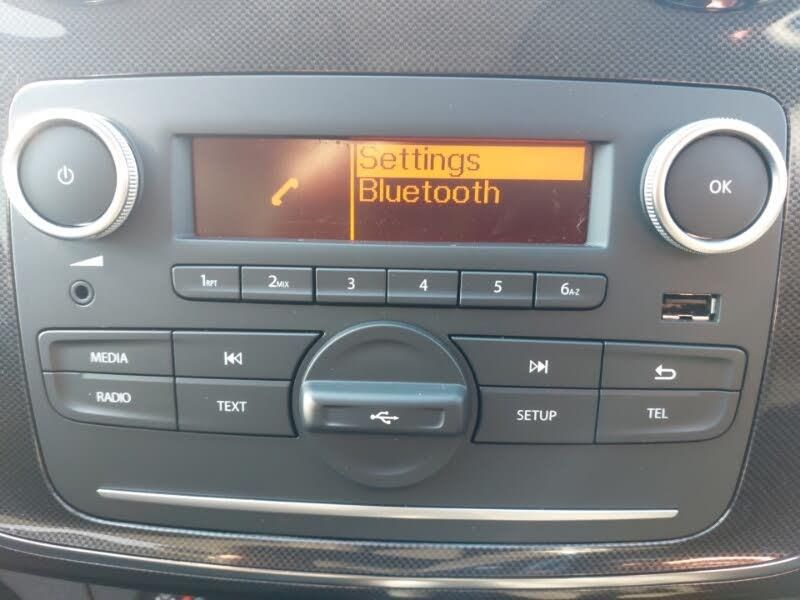 Settings
Bluetooth
OK
1RPT 2MIX 3 4 5 6A-Z
MEDIA
RADIO TEXT SETUP TEL